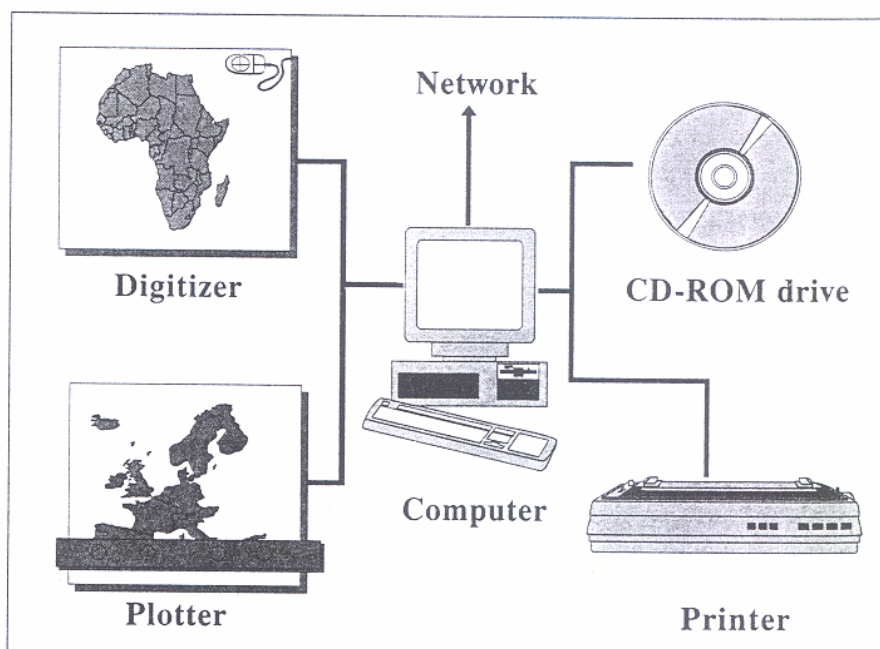 Network
Digitizer
CD-ROM drive
Computer
Plotter
Printer